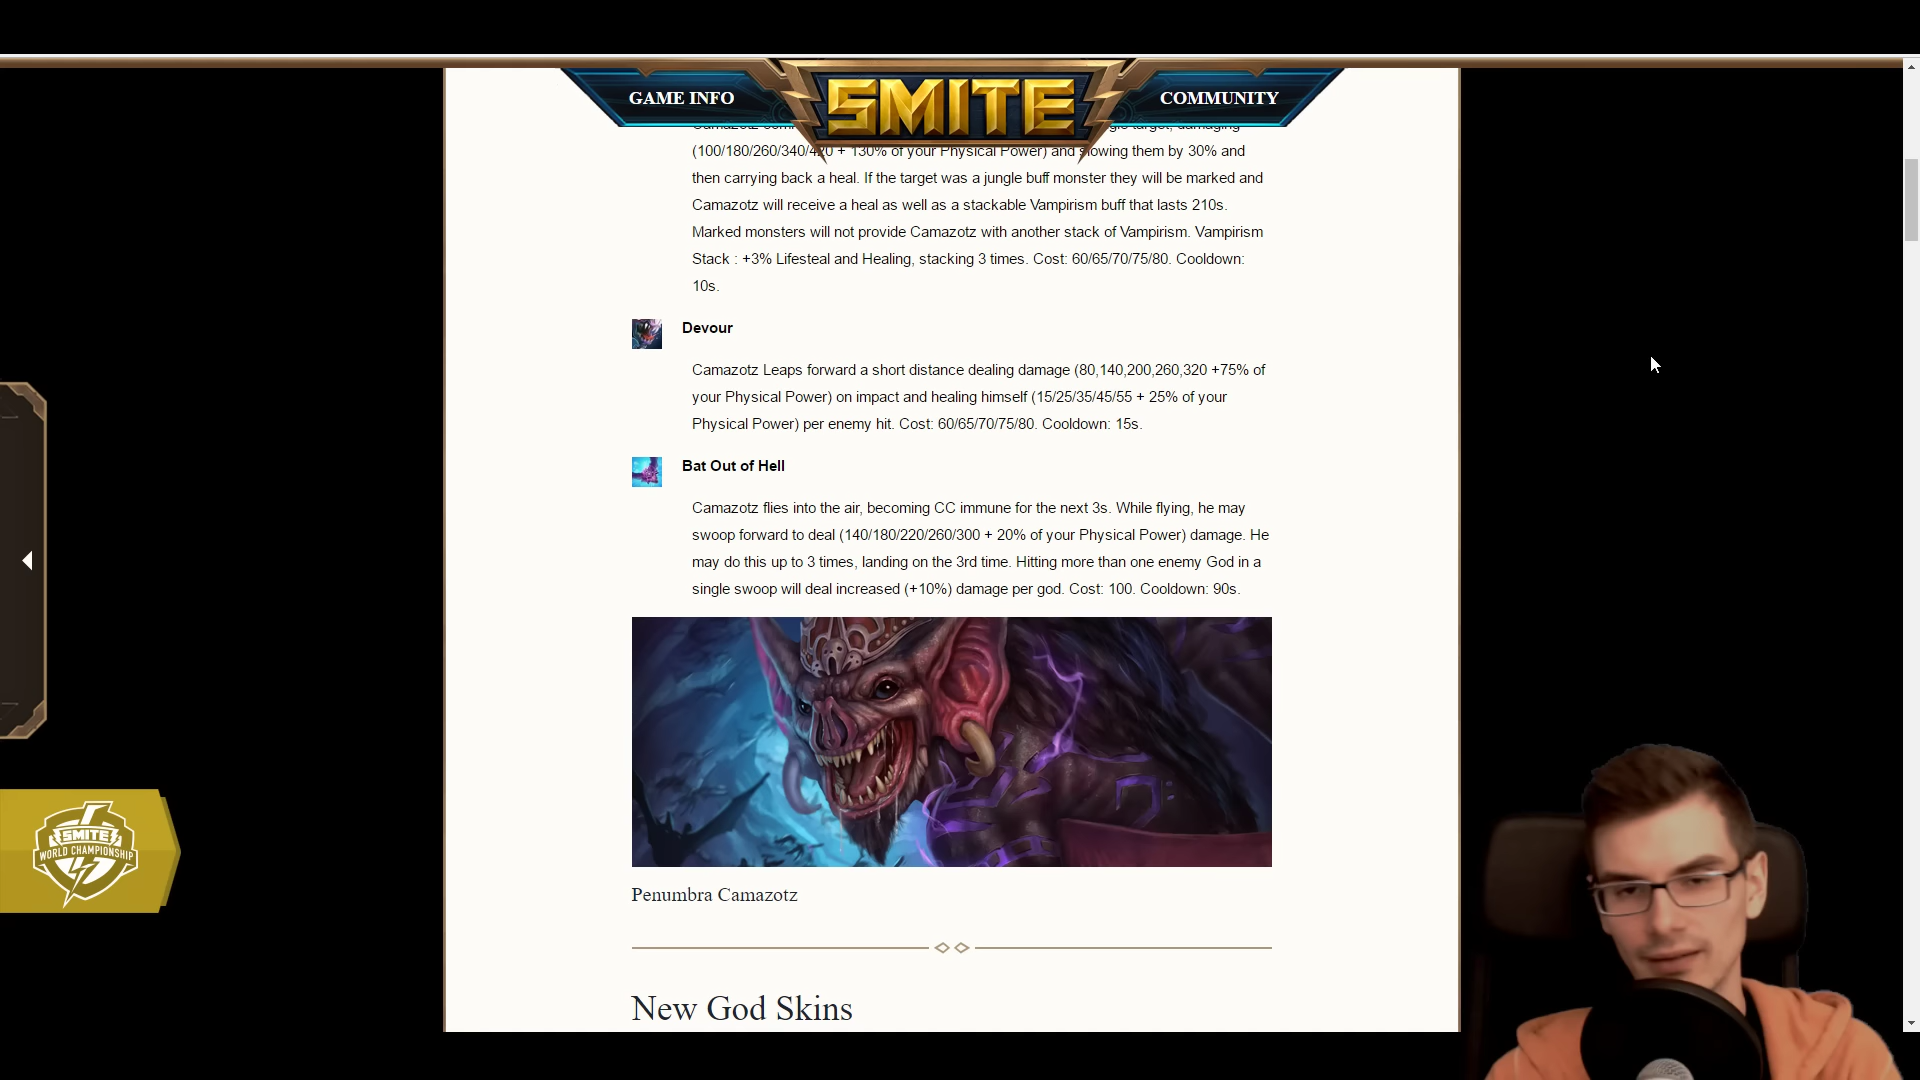 GAME INFO
SMITE
COMMUNITY
(100/180/260/340/420 + 130% of your Physical Power) and slowing them by 30% and
then carrying back a heal. If the target was a jungle buff monster they will be marked and
Camazotz will receive a heal as well as a stackable Vampirism buff that lasts 210s.
Marked monsters will not provide Camazotz with another stack of Vampirism. Vampirism
Stack : +3% Lifesteal and Healing, stacking 3 times. Cost: 60/65/70/75/80. Cooldown:
10s.
Devour
Camazotz Leaps forward a short distance dealing damage (80,140,200,260,320 +75% of
your Physical Power) on impact and healing himself (15/25/35/45/55 + 25% of your
Physical Power) per enemy hit. Cost: 60/65/70/75/80. Cooldown: 15s.
Bat Out of Hell
Camazotz flies into the air, becoming CC immune for the next 3s. While flying, he may
swoop forward to deal (140/180/220/260/300 + 20% of your Physical Power) damage. He
may do this up to 3 times, landing on the 3rd time. Hitting more than one enemy God in a
single swoop will deal increased (+10%) damage per god. Cost: 100. Cooldown: 90s.
SMITE
WORLD CHAMPIONSHIP
Penumbra Camazotz
New God Skins